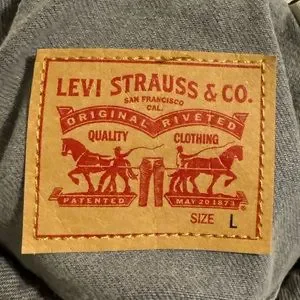 LEVI STRAUSS & CO.
SAN FRANCISCO
CAL.
ORIGINAL RIVETED
QUALITY CLOTHING
PATENTED MAY 20 1873
SIZE L